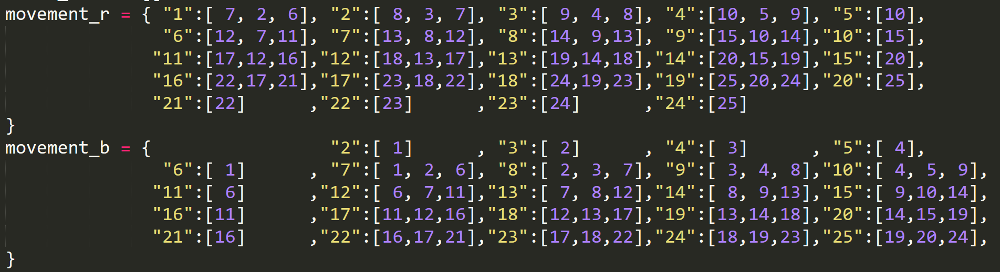 movement_r = { "1":[ 7, 2, 6], "2":[ 8, 3, 7], "3":[ 9, 4, 8], "4":[10, 5, 9], "5":[10],
"6":[12, 7,11], "7":[13, 8,12], "8":[14, 9,13], "9":[15,10,14],"10":[15],
"11":[17,12,16],"12":[18,13,17],"13":[19,14,18],"14":[20,15,19],"15":[20],
"16":[22,17,21],"17":[23,18,22],"18":[24,19,23],"19":[25,20,24],"20":[25],
"21":[22]      ,"22":[23]      ,"23":[24]      ,"24":[25]
}
movement_b = {                 "2":[ 1]      , "3":[ 2]      , "4":[ 3]      , "5":[ 4],
"6":[ 1]      , "7":[ 1, 2, 6], "8":[ 2, 3, 7], "9":[ 3, 4, 8],"10":[ 4, 5, 9],
"11":[ 6]      ,"12":[ 6, 7,11],"13":[ 7, 8,12],"14":[ 8, 9,13],"15":[ 9,10,14],
"16":[11]      ,"17":[11,12,16],"18":[12,13,17],"19":[13,14,18],"20":[14,15,19],
"21":[16]      ,"22":[16,17,21],"23":[17,18,22],"24":[18,19,23],"25":[19,20,24],
}